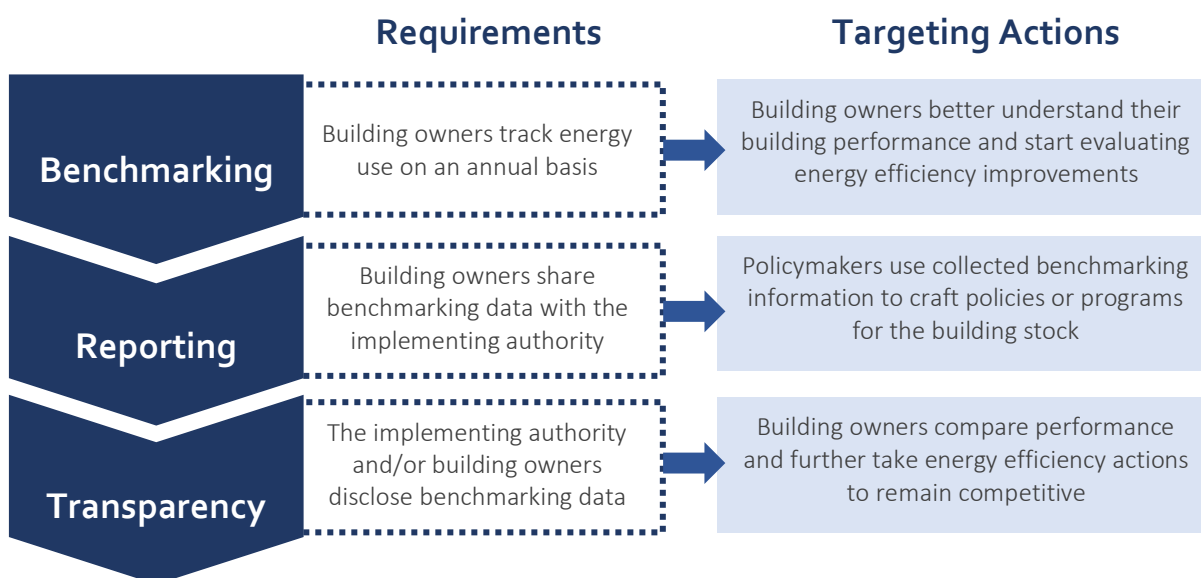 Requirements
Targeting Actions
Benchmarking
Building owners track energy
use on an annual basis
Building owners better understand their
building performance and start evaluating
energy efficiency improvements
Reporting
Building owners share
benchmarking data with the
implementing authority
Policymakers use collected benchmarking
information to craft policies or programs
for the building stock
Transparency
The implementing authority
and/or building owners
disclose benchmarking data
Building owners compare performance
and further take energy efficiency actions
to remain competitive